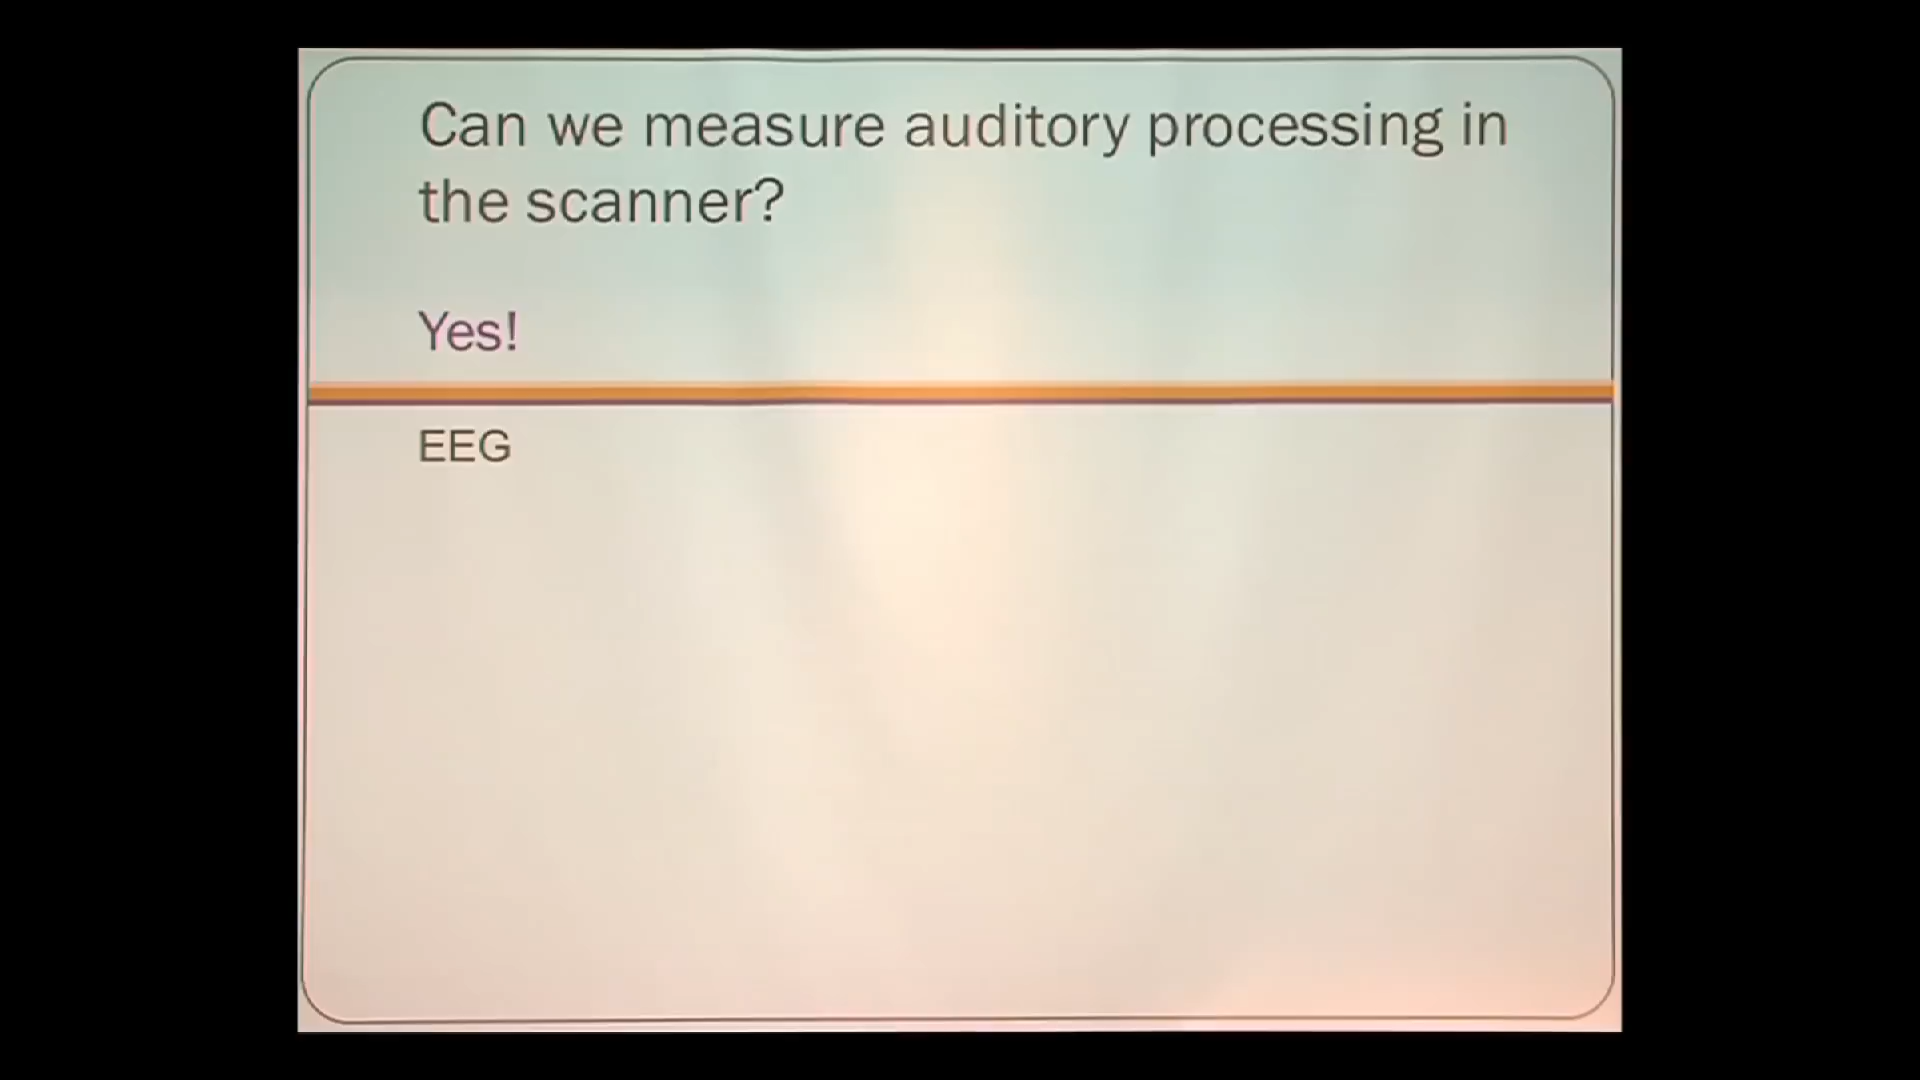 Can we measure auditory processing in
the scanner?
Yes!
EEG